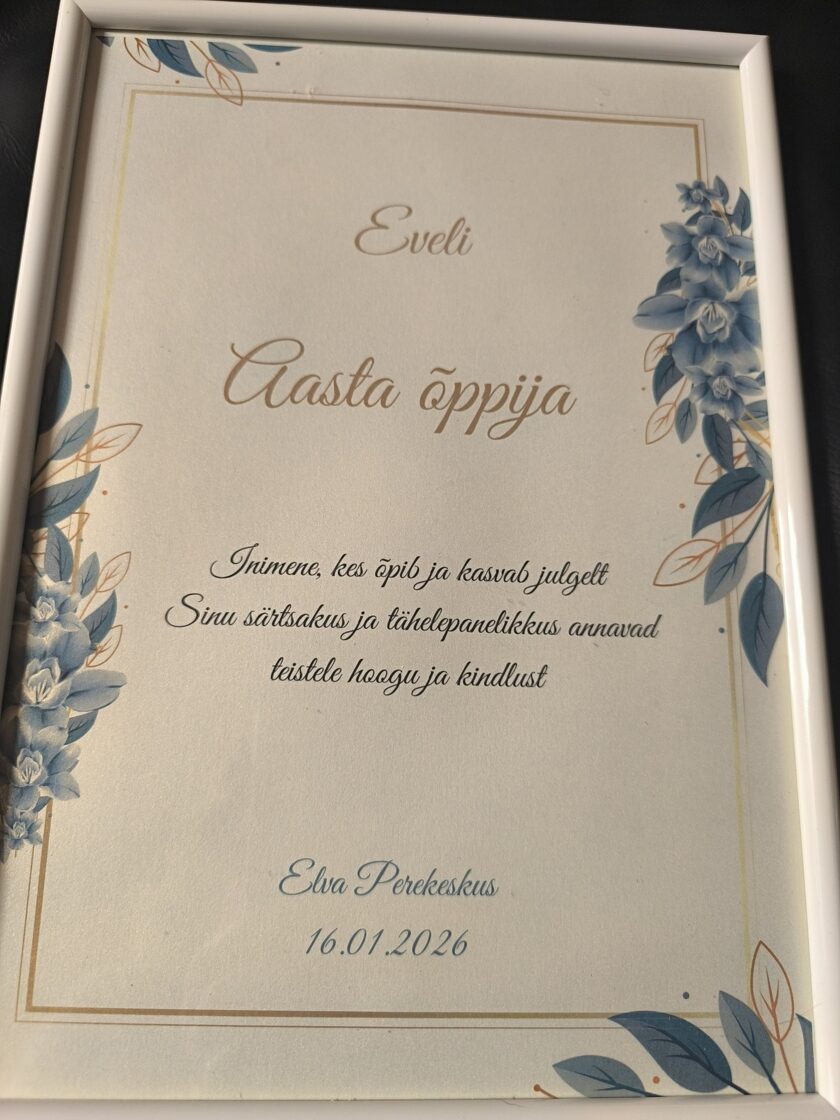 Eveli
Aasta õppija
Inimene, kes õpib ja kasvab julgelt
Sinu särtsakus ja tähelepanelikkus annavad
teistele hoogu ja kindlust
Elva Perekeskus
16.01.2026